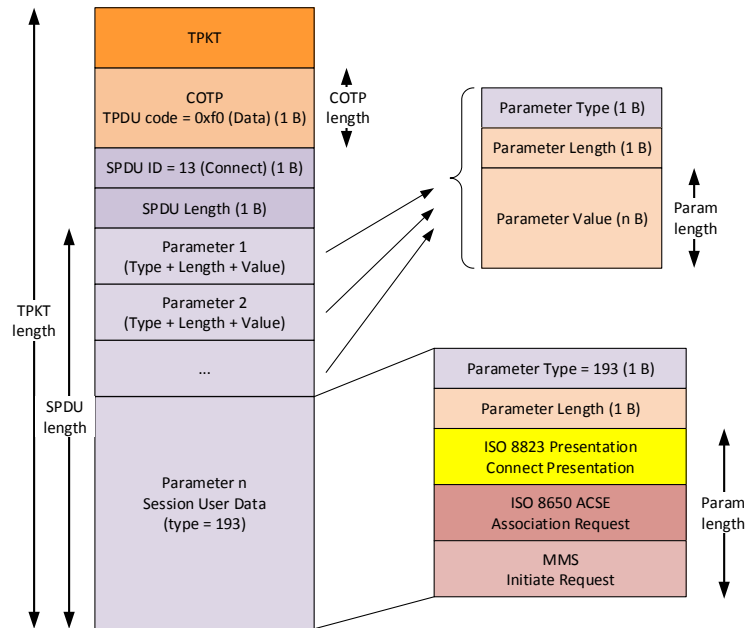 TPKT
COTP
TPDU code = 0xf0 (Data) (1 B)
SPDU ID = 13 (Connect) (1 B)
SPDU Length (1 B)
Parameter 1
(Type + Length + Value)
Parameter 2
(Type + Length + Value)
...
Parameter n
Session User Data
(type = 193)
TPKT
length
SPDU
length
COTP
length
Parameter Type (1 B)
Parameter Length (1 B)
Parameter Value (n B)
Param
length
Parameter Type = 193 (1 B)
Parameter Length (1 B)
ISO 8823 Presentation
Connect Presentation
ISO 8650 ACSE
Association Request
MMS
Initiate Request
Param
length